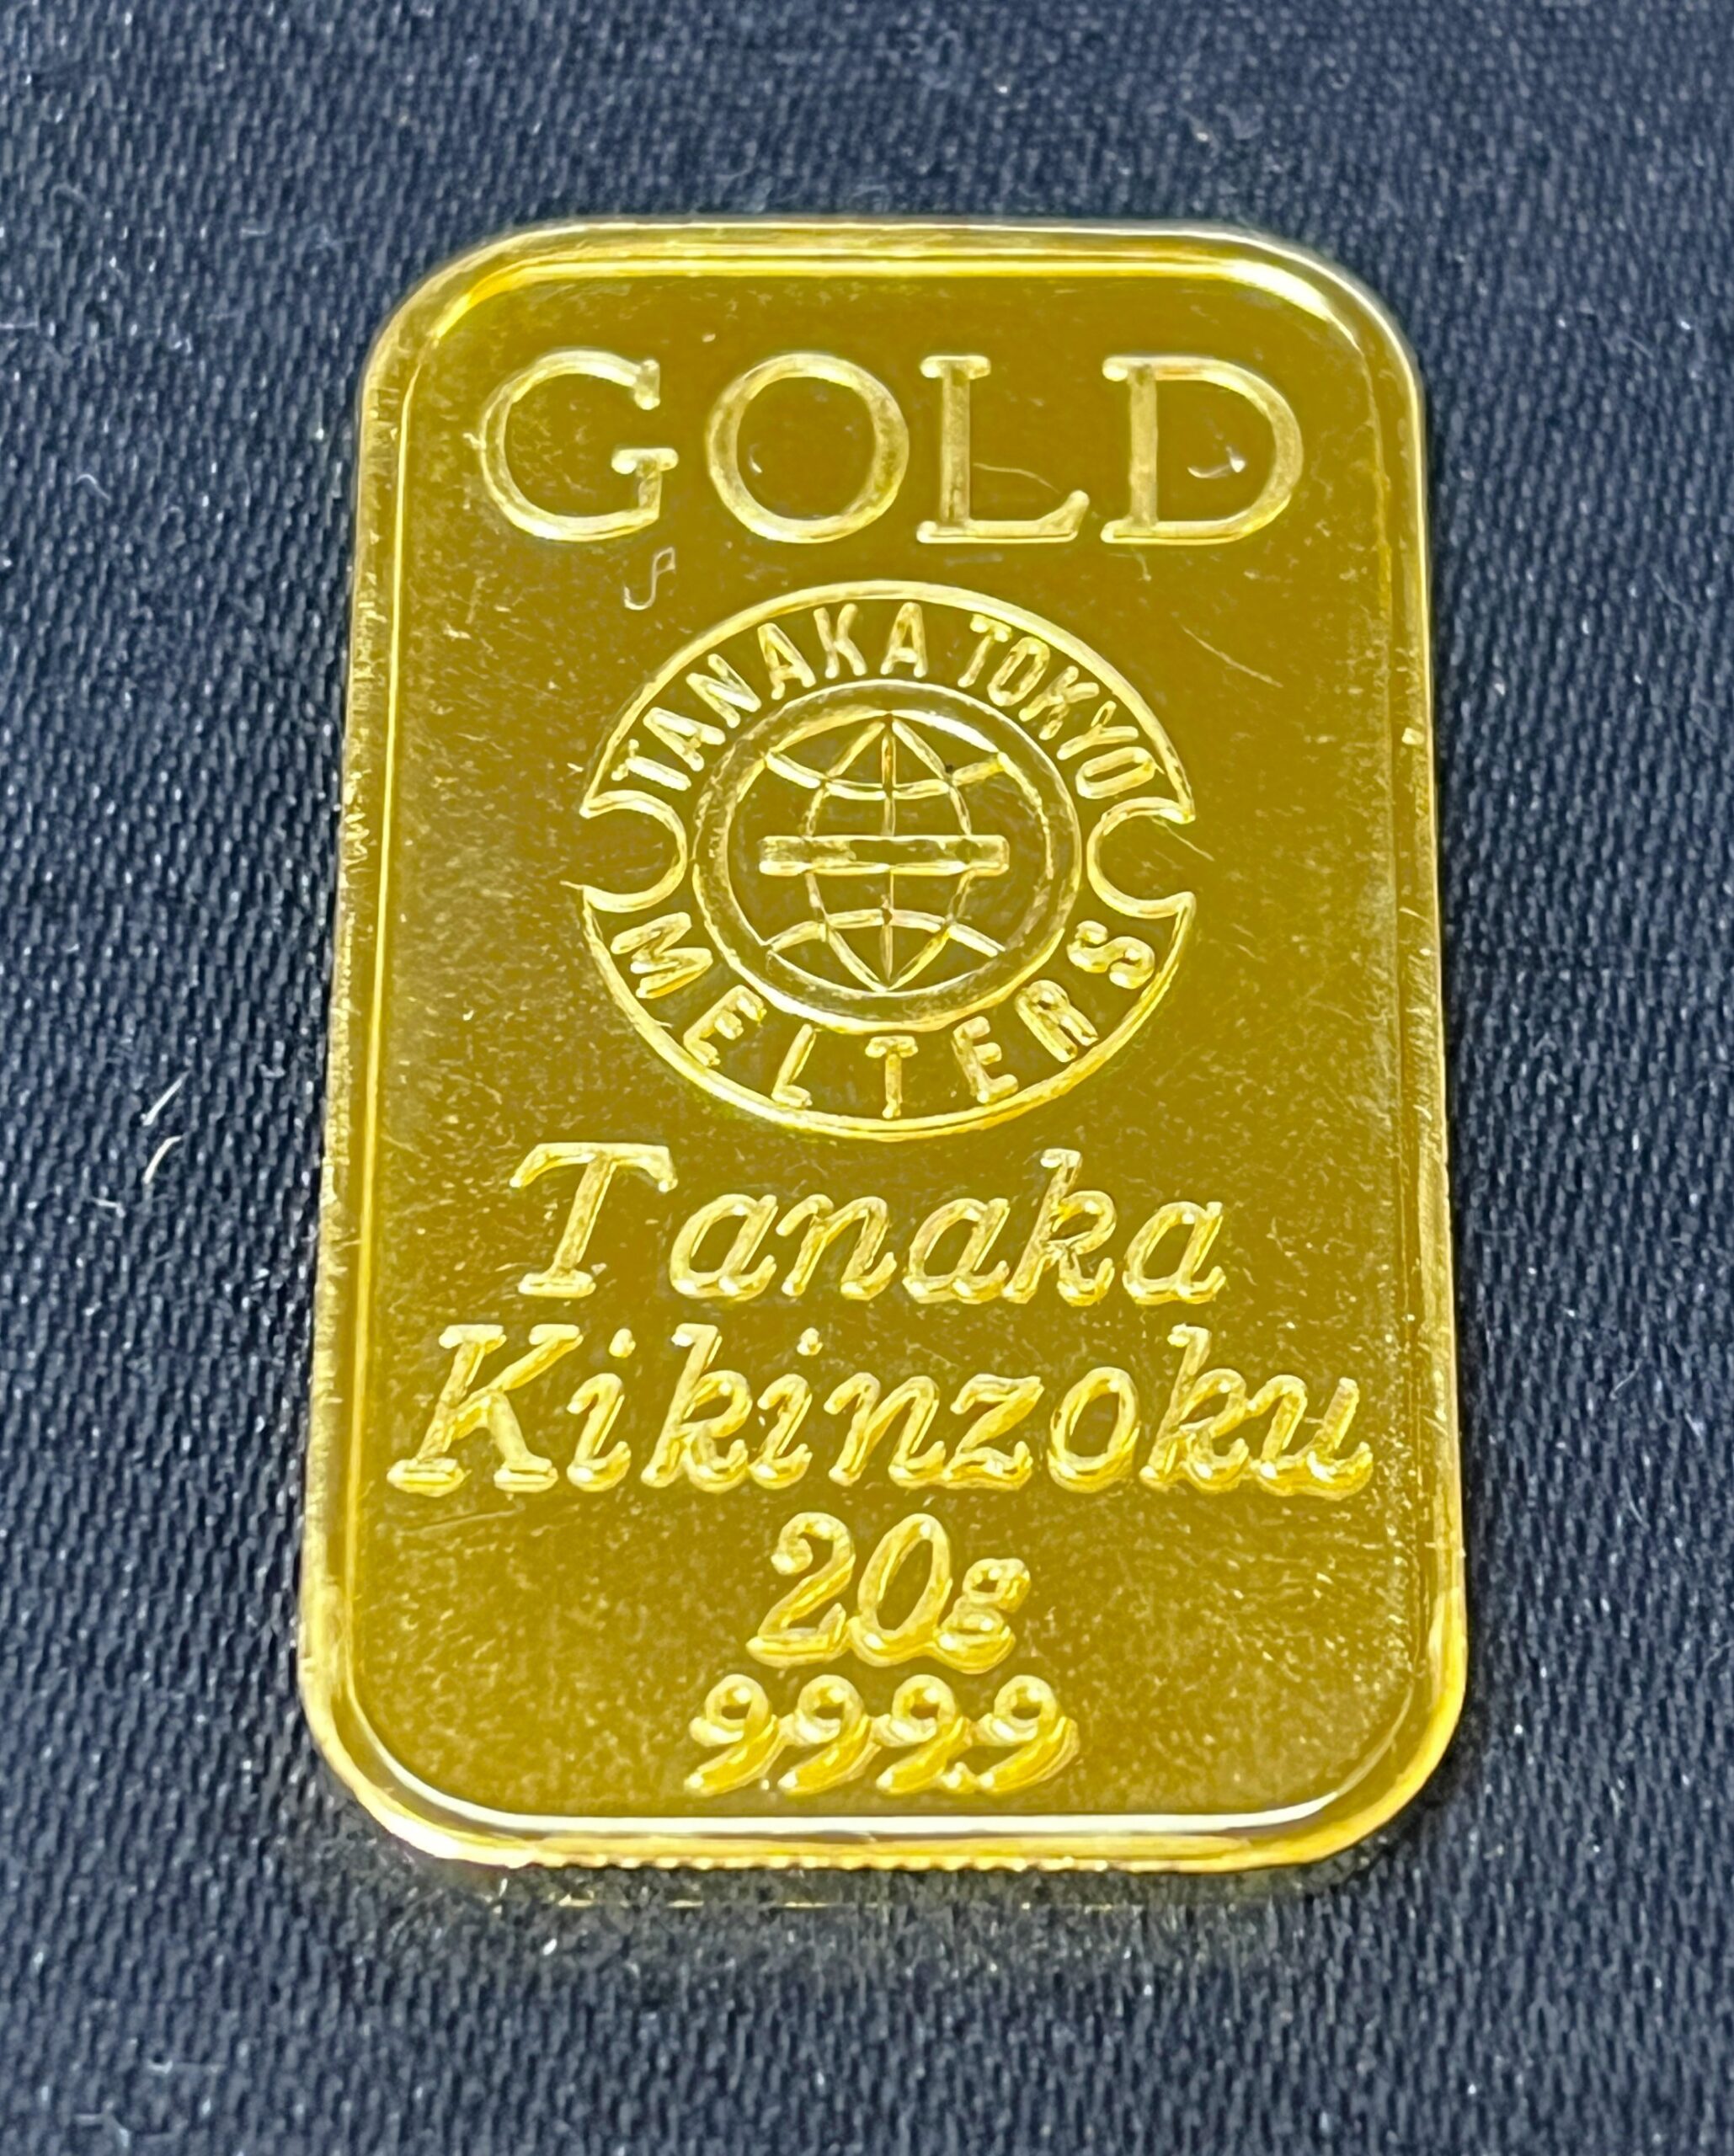 GOLD
TANAKA TOKYO
MELTERS
Tanaka
Kikinzoku
20g
999.9